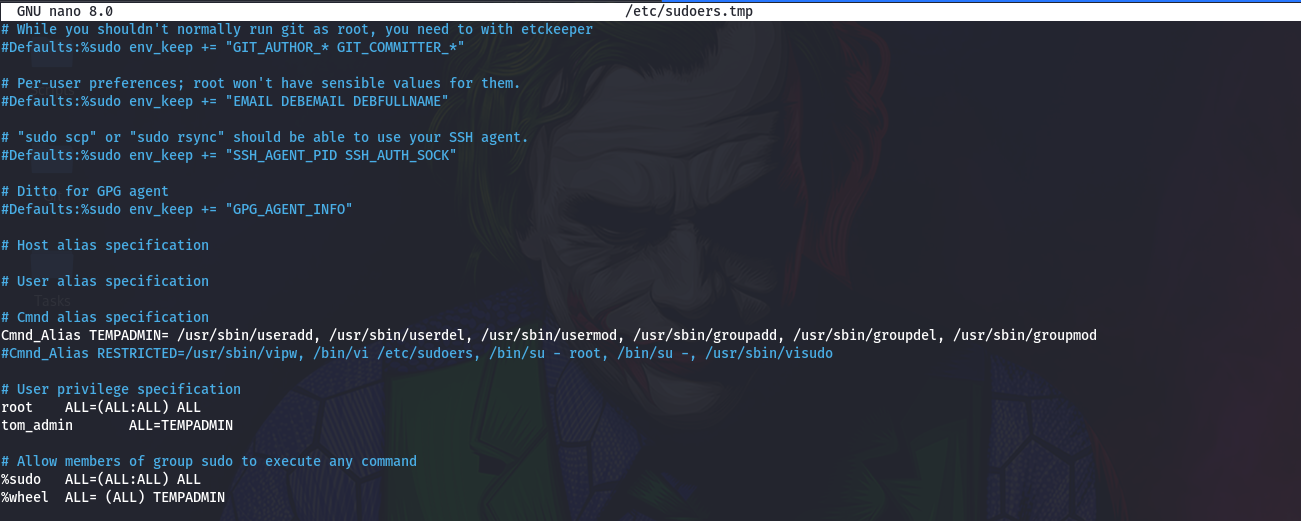 GNU nano 8.0 /etc/sudoers.tmp
# While you shouldn't normally run git as root, you need to with etckeeper
#Defaults:%sudo env_keep += "GIT_AUTHOR_* GIT_COMMITTER_*"
# Per-user preferences; root won't have sensible values for them.
#Defaults:%sudo env_keep += "EMAIL DEBEMAIL DEBFULLNAME"
# "sudo scp" or "sudo rsync" should be able to use your SSH agent.
#Defaults:%sudo env_keep += "SSH_AGENT_PID SSH_AUTH_SOCK"
# Ditto for GPG agent
#Defaults:%sudo env_keep += "GPG_AGENT_INFO"
# Host alias specification
# User alias specification
Tasks
# Cmnd alias specification
Cmnd_Alias TEMPADMIN= /usr/sbin/useradd, /usr/sbin/userdel, /usr/sbin/usermod, /usr/sbin/groupadd, /usr/sbin/groupdel, /usr/sbin/groupmod
#Cmnd_Alias RESTRICTED=/usr/sbin/vipw, /bin/vi /etc/sudoers, /bin/su - root, /bin/su -, /usr/sbin/visudo
# User privilege specification
root ALL=(ALL:ALL) ALL
tom_admin ALL=TEMPADMIN
# Allow members of group sudo to execute any command
%sudo ALL=(ALL:ALL) ALL
%wheel ALL= (ALL) TEMPADMIN